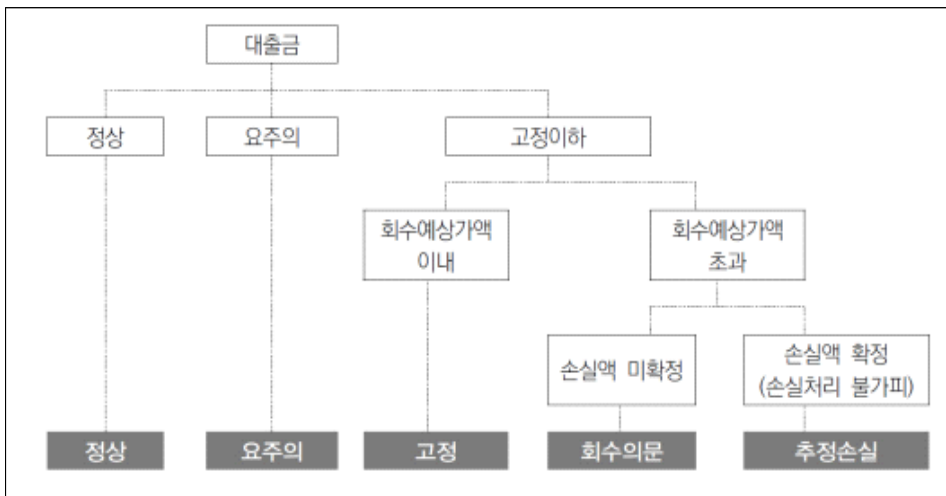 대출금
정상
요주의
고정이하
회수예상가액
이내
회수예상가액
초과
손실액 미확정
손실액 확정
(손실처리 불가피)
정상
요주의
고정
회수의문
추정손실